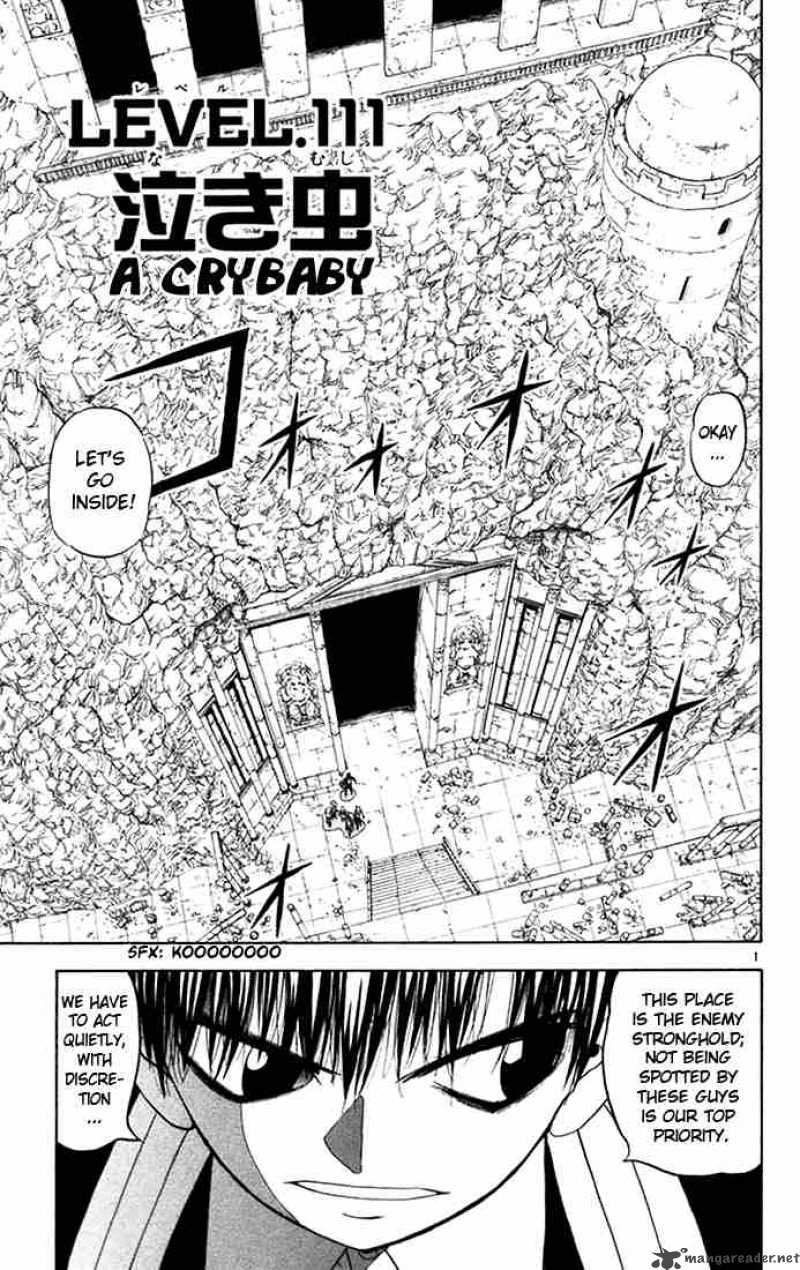 レベル
LEVEL.111
な むし
泣き虫
A CRYBABY
OKAY
...
LET'S
GO
INSIDE!
コ
SFX: KOOOOOOOO
1
THIS PLACE
IS THE ENEMY
STRONGHOLD;
NOT BEING
SPOTTED BY
THESE GUYS
IS OUR TOP
PRIORITY.
WE HAVE
TO ACT
QUIETLY,
WITH
DISCRE-
TION
...
mangareader.net